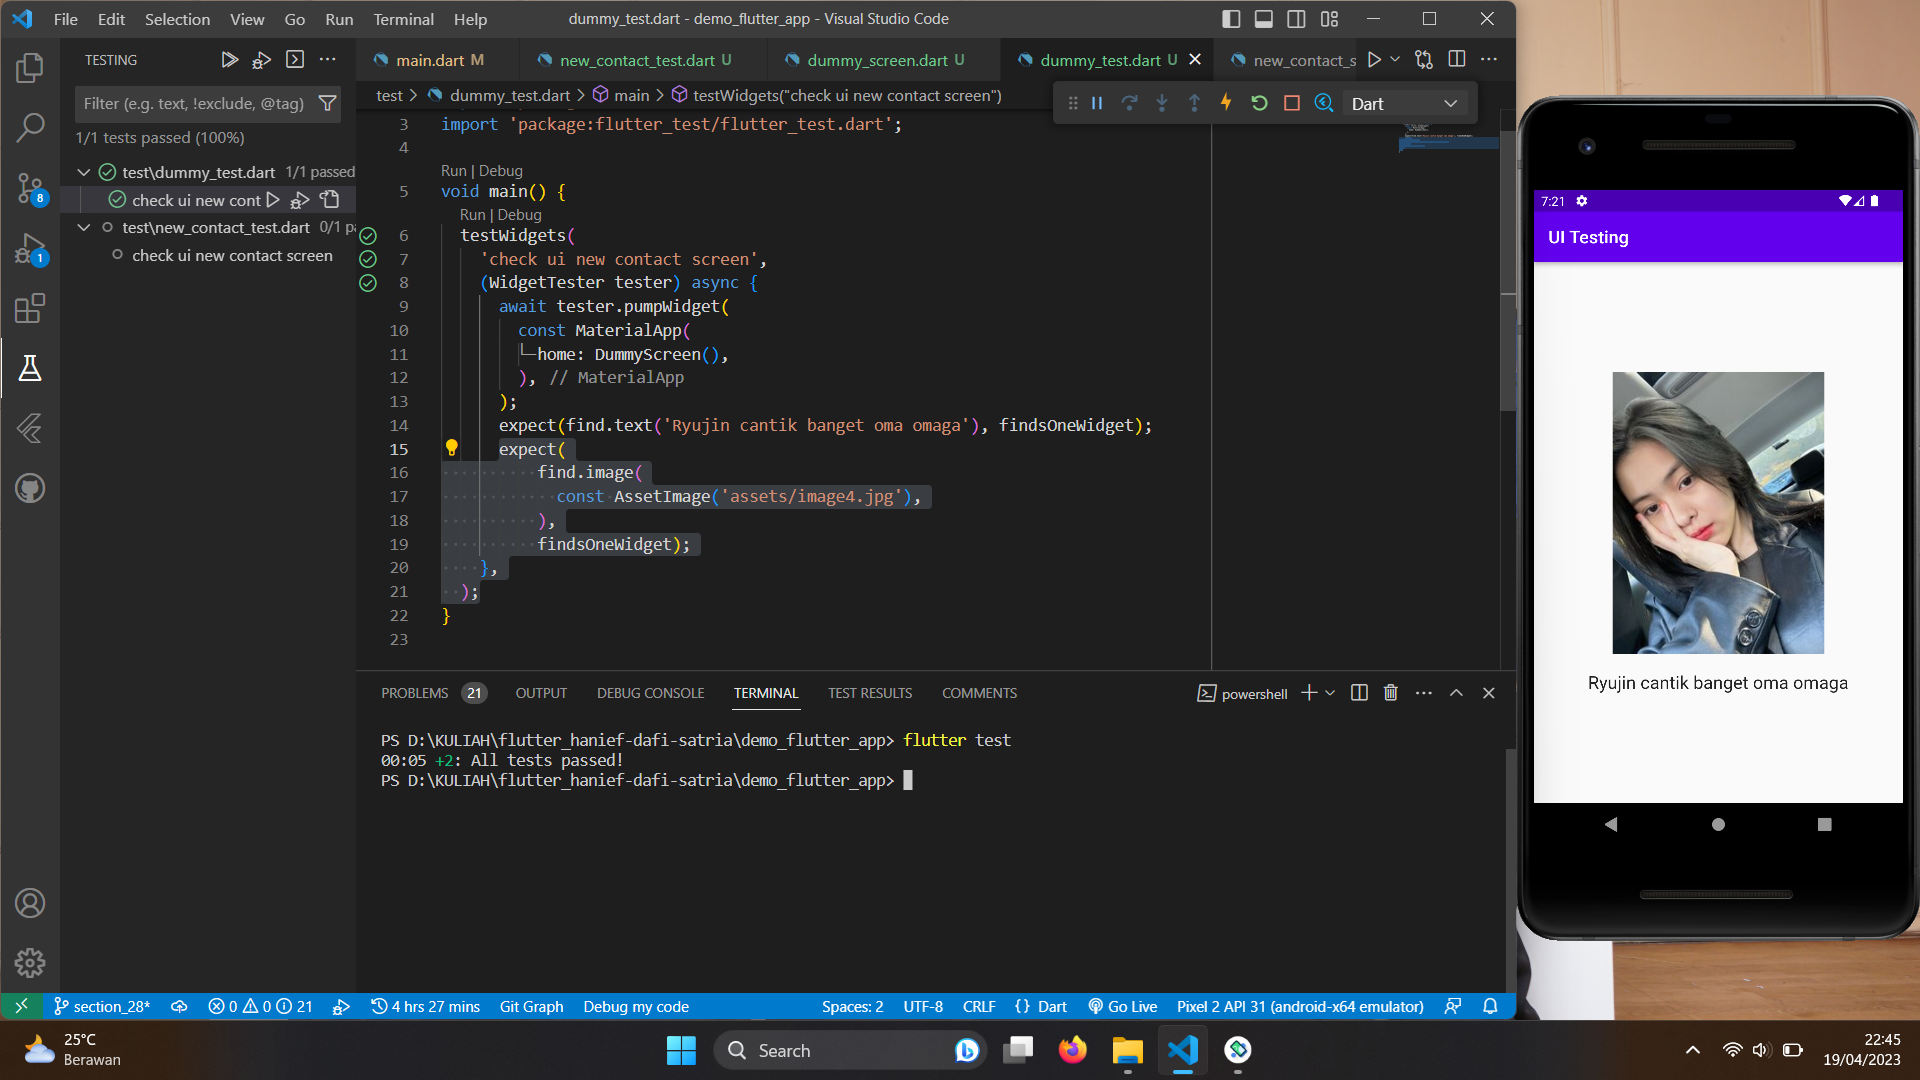 File Edit Selection View Go Run Terminal Help
dummy_test.dart - demo_flutter_app - Visual Studio Code
TESTING
Filter (e.g. text, !exclude, @tag)
1/1 tests passed (100%)
test\dummy_test.dart 1/1 passed
check ui new cont
test\new_contact_test.dart 0/1 pa
check ui new contact screen
8
1
main.dart M
new_contact_test.dart U
dummy_screen.dart U
dummy_test.dart U
new_contact_s
test > dummy_test.dart > main > testWidgets("check ui new contact screen")
Dart
3 import 'package:flutter_test/flutter_test.dart';
4
Run | Debug
5 void main() {
Run | Debug
6 testWidgets(
7 'check ui new contact screen',
8 (WidgetTester tester) async {
9 await tester.pumpWidget(
10 const MaterialApp(
11 home: DummyScreen(),
12 ), // MaterialApp
13 );
14 expect(find.text('Ryujin cantik banget oma omaga'), findsOneWidget);
15 expect(
16 find.image(
17 const AssetImage('assets/image4.jpg'),
18 ),
19 findsOneWidget);
20 },
21 );
22 }
23
PROBLEMS 21 OUTPUT DEBUG CONSOLE TERMINAL TEST RESULTS COMMENTS
powershell
PS D:\KULIAH\flutter_hanief-dafi-satria\demo_flutter_app> flutter test
00:05 +2: All tests passed!
PS D:\KULIAH\flutter_hanief-dafi-satria\demo_flutter_app>
7:21
UI Testing
Ryujin cantik banget oma omaga
section_28* 0 0 21 4 hrs 27 mins Git Graph Debug my code
Spaces: 2 UTF-8 CRLF {} Dart Go Live Pixel 2 API 31 (android-x64 emulator)
25°C
Berawan
Search
22:45
19/04/2023